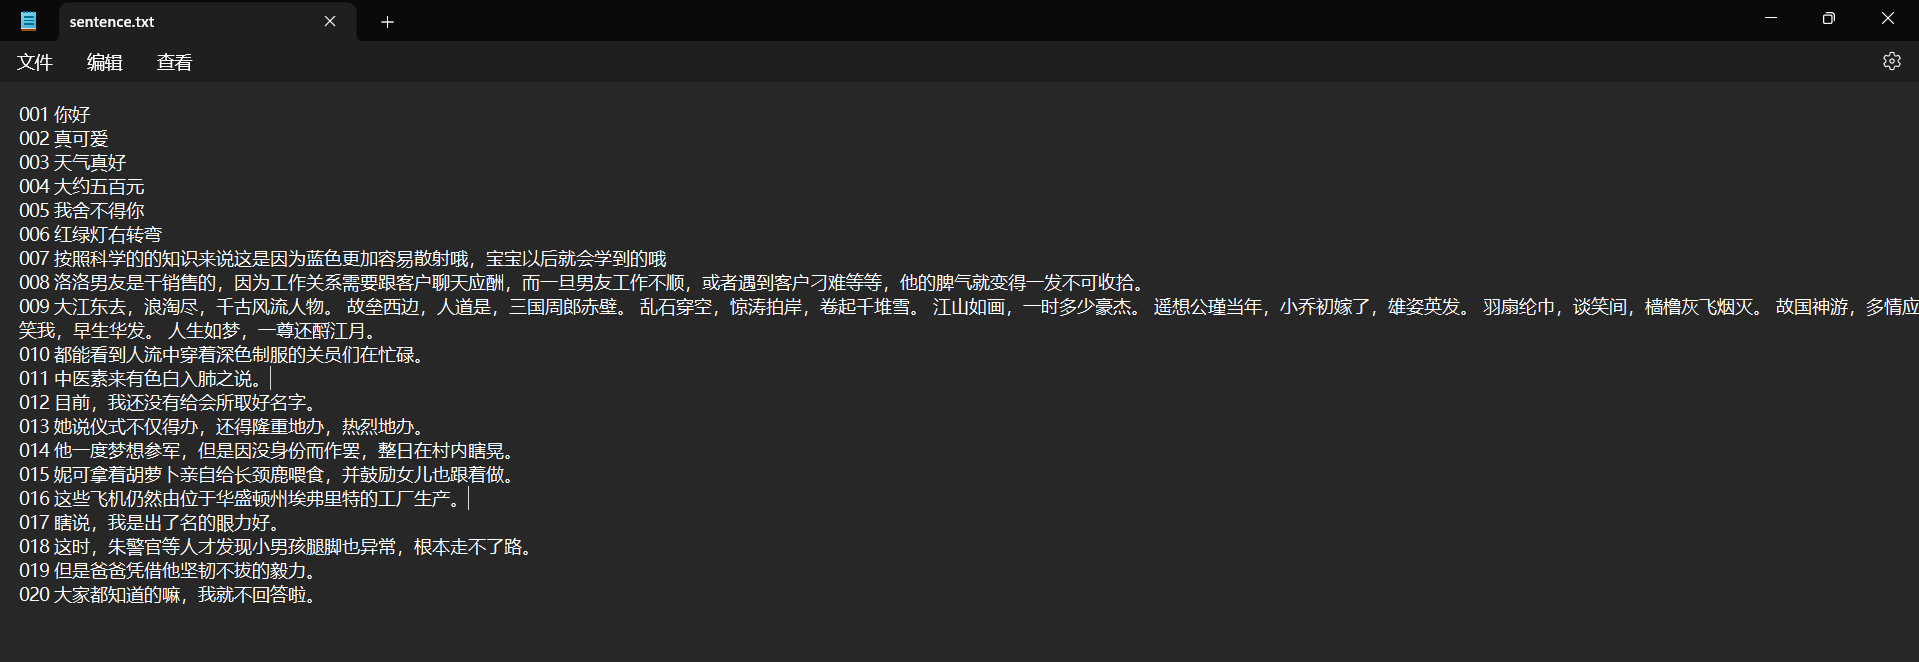 sentence.txt
文件 编辑 查看
001 你好
002 真可爱
003 天气真好
004 大约五百元
005 我舍不得你
006 红绿灯右转弯
007 按照科学的的知识来说这是因为蓝色更加容易散射哦，宝宝以后就会学到的哦
008 洛洛男友是干销售的，因为工作关系需要跟客户聊天应酬，而一旦男友工作不顺，或者遇到客户刁难等等，他的脾气就变得一发不可收拾。
009 大江东去，浪淘尽，千古风流人物。 故垒西边，人道是，三国周郎赤壁。 乱石穿空，惊涛拍岸，卷起千堆雪。 江山如画，一时多少豪杰。 遥想公瑾当年，小乔初嫁了，雄姿英发。 羽扇纶巾，谈笑间，樯橹灰飞烟灭。 故国神游，多情应
笑我，早生华发。 人生如梦，一尊还酹江月。
010 都能看到人流中穿着深色制服的关员们在忙碌。
011 中医素来有色白入肺之说。
012 目前，我还没有给会所取好名字。
013 她说仪式不仅得办，还得隆重地办，热烈地办。
014 他一度梦想参军，但是因没身份而作罢，整日在村内瞎晃。
015 妮可拿着胡萝卜亲自给长颈鹿喂食，并鼓励女儿也跟着做。
016 这些飞机仍然由位于华盛顿州埃弗里特的工厂生产。
017 瞎说，我是出了名的眼力好。
018 这时，朱警官等人才发现小男孩腿脚也异常，根本走不了路。
019 但是爸爸凭借他坚韧不拔的毅力。
020 大家都知道的嘛，我就不回答啦。